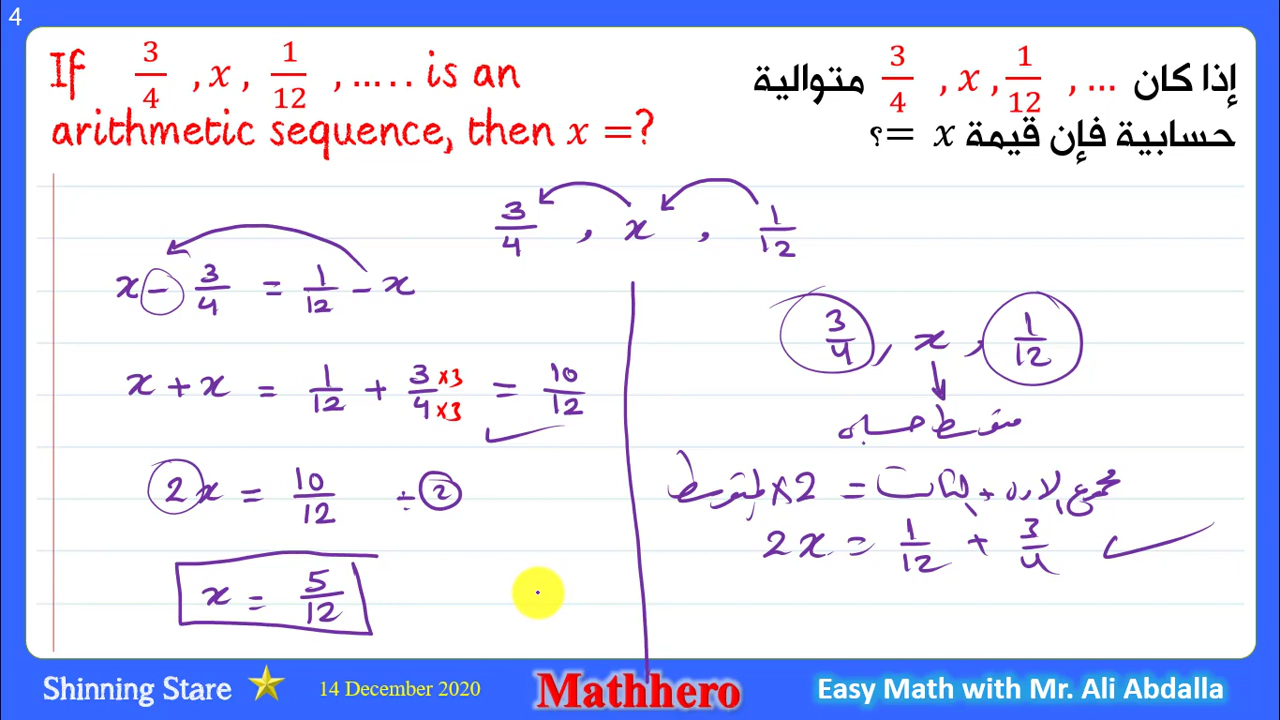 4
If 3/4 , x , 1/12 , ..... is an
arithmetic sequence, then x =?
إذا كان 3/4 , x , 1/12 , ... متوالية
حسابية فإن قيمة x =؟
3/4 , x , 1/12
x - 3/4 = 1/12 - x
x + x = 1/12 + 3/4 ×3 ×3 = 10/12
2x = 10/12 ÷ 2
x = 5/12
3/4 , x , 1/12
متوسط حسابي
مجموع الاول + الثالث = 2 × المتوسط
2x = 1/12 + 3/4
Shinning Stare
14 December 2020
Mathhero
Easy Math with Mr. Ali Abdalla